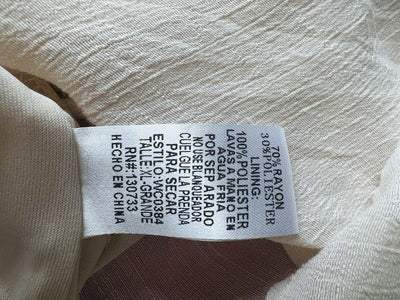 70% RAYON
30%POLYESTER
LINING:
100%POLIESTER
LAVAS A MANO EN
AGUA FRIA
POR SEPARADO
NO USE BLANQUEADOR
CUELGUE LA PRENDA
PARA SECAR
ESTILO:WC0384
TALLE:XL-GRANDE
RN#:130733
HECHO EN CHINA